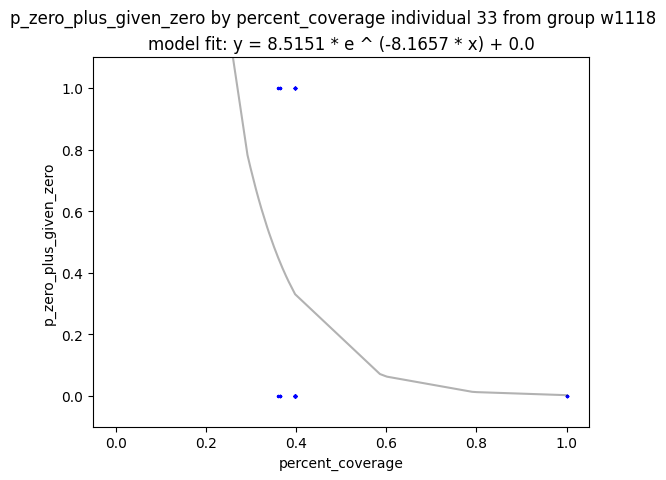 p_zero_plus_given_zero by percent_coverage individual 33 from group w1118
model fit: y = 8.5151 * e ^ (-8.1657 * x) + 0.0
1.0
0.8
0.6
0.4
0.2
0.0
p_zero_plus_given_zero
0.0 0.2 0.4 0.6 0.8 1.0
percent_coverage